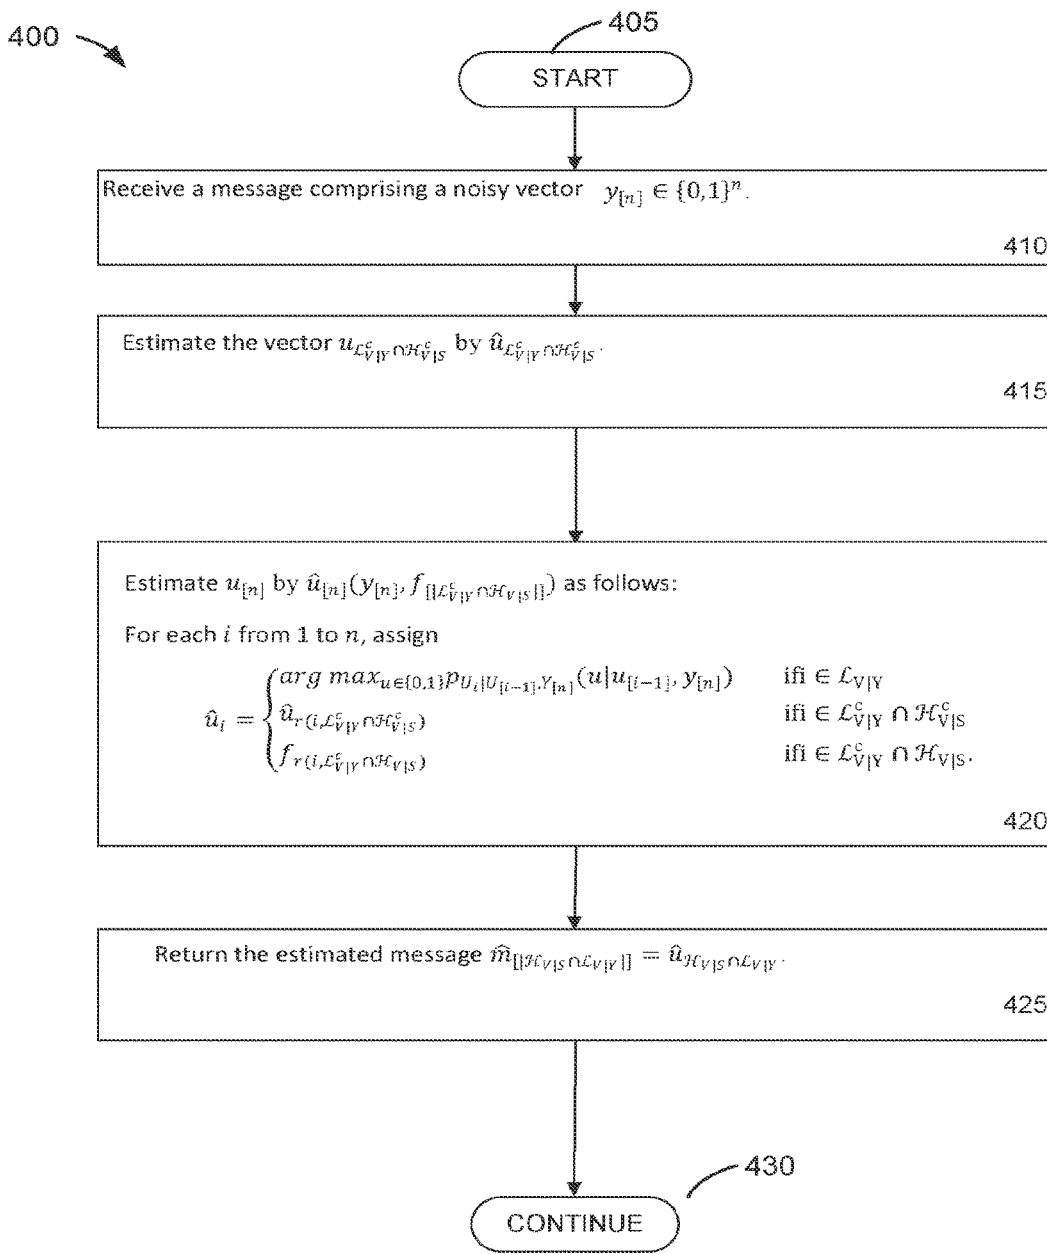 400
405
START
Receive a message comprising a noisy vector y_{[n]} ∈ {0,1}^n.
410
Estimate the vector u_{ℒ^c_{V|Y}∩ℋ^c_{V|S}} by û_{ℒ^c_{V|Y}∩ℋ^c_{V|S}}.
415
Estimate u_{[n]} by û_{[n]}(y_{[n]}, f_{[|ℒ^c_{V|Y}∩ℋ_{V|S}|]}) as follows:
For each i from 1 to n, assign
û_i = { arg max_{u∈{0,1}} p_{U_i|U_{[i−1]},Y_{[n]}}(u|u_{[i−1]}, y_{[n]}) ifi ∈ ℒ_{V|Y}
û_{r(i,ℒ^c_{V|Y}∩ℋ^c_{V|S})} ifi ∈ ℒ^c_{V|Y} ∩ ℋ^c_{V|S}
f_{r(i,ℒ^c_{V|Y}∩ℋ_{V|S})} ifi ∈ ℒ^c_{V|Y} ∩ ℋ_{V|S}.
420
Return the estimated message m̂_{[|ℋ_{V|S}∩ℒ_{V|Y}|]} = û_{ℋ_{V|S}∩ℒ_{V|Y}}.
425
430
CONTINUE